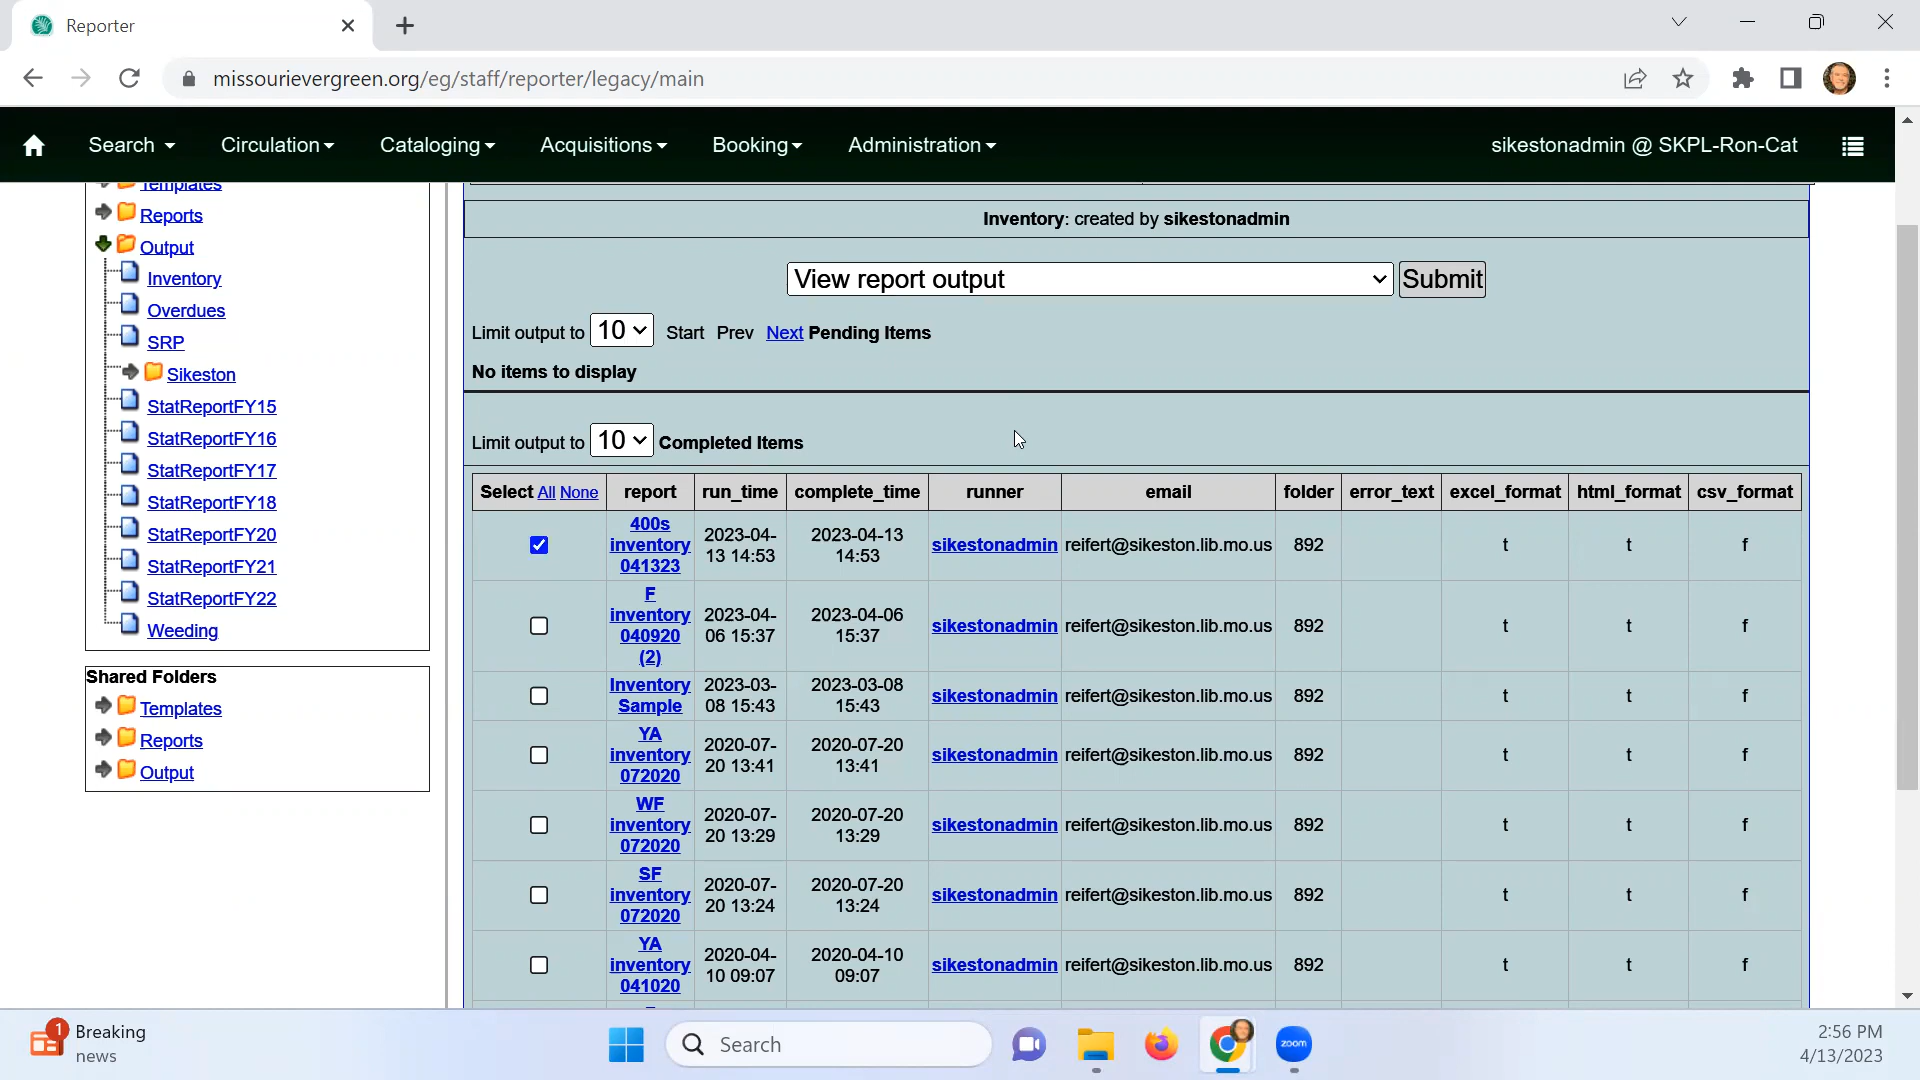 Reporter
missourievergreen.org/eg/staff/reporter/legacy/main
Search
Circulation
Cataloging
Acquisitions
Booking
Administration
sikestonadmin @ SKPL-Ron-Cat
Templates
Reports
Output
Inventory
Overdues
SRP
Sikeston
StatReportFY15
StatReportFY16
StatReportFY17
StatReportFY18
StatReportFY20
StatReportFY21
StatReportFY22
Weeding
Shared Folders
Templates
Reports
Output
Inventory: created by sikestonadmin
View report output Submit
Limit output to 10 Start Prev Next Pending Items
No items to display
Limit output to 10 Completed Items
Select All None report run_time complete_time runner email folder error_text excel_format html_format csv_format
400s inventory 041323 2023-04-13 14:53 2023-04-13 14:53 sikestonadmin reifert@sikeston.lib.mo.us 892 t t f
F inventory 040920 (2) 2023-04-06 15:37 2023-04-06 15:37 sikestonadmin reifert@sikeston.lib.mo.us 892 t t f
Inventory Sample 2023-03-08 15:43 2023-03-08 15:43 sikestonadmin reifert@sikeston.lib.mo.us 892 t t f
YA inventory 072020 2020-07-20 13:41 2020-07-20 13:41 sikestonadmin reifert@sikeston.lib.mo.us 892 t t f
WF inventory 072020 2020-07-20 13:29 2020-07-20 13:29 sikestonadmin reifert@sikeston.lib.mo.us 892 t t f
SF inventory 072020 2020-07-20 13:24 2020-07-20 13:24 sikestonadmin reifert@sikeston.lib.mo.us 892 t t f
YA inventory 041020 2020-04-10 09:07 2020-04-10 09:07 sikestonadmin reifert@sikeston.lib.mo.us 892 t t f
1 Breaking
news
Search
zoom
2:56 PM
4/13/2023